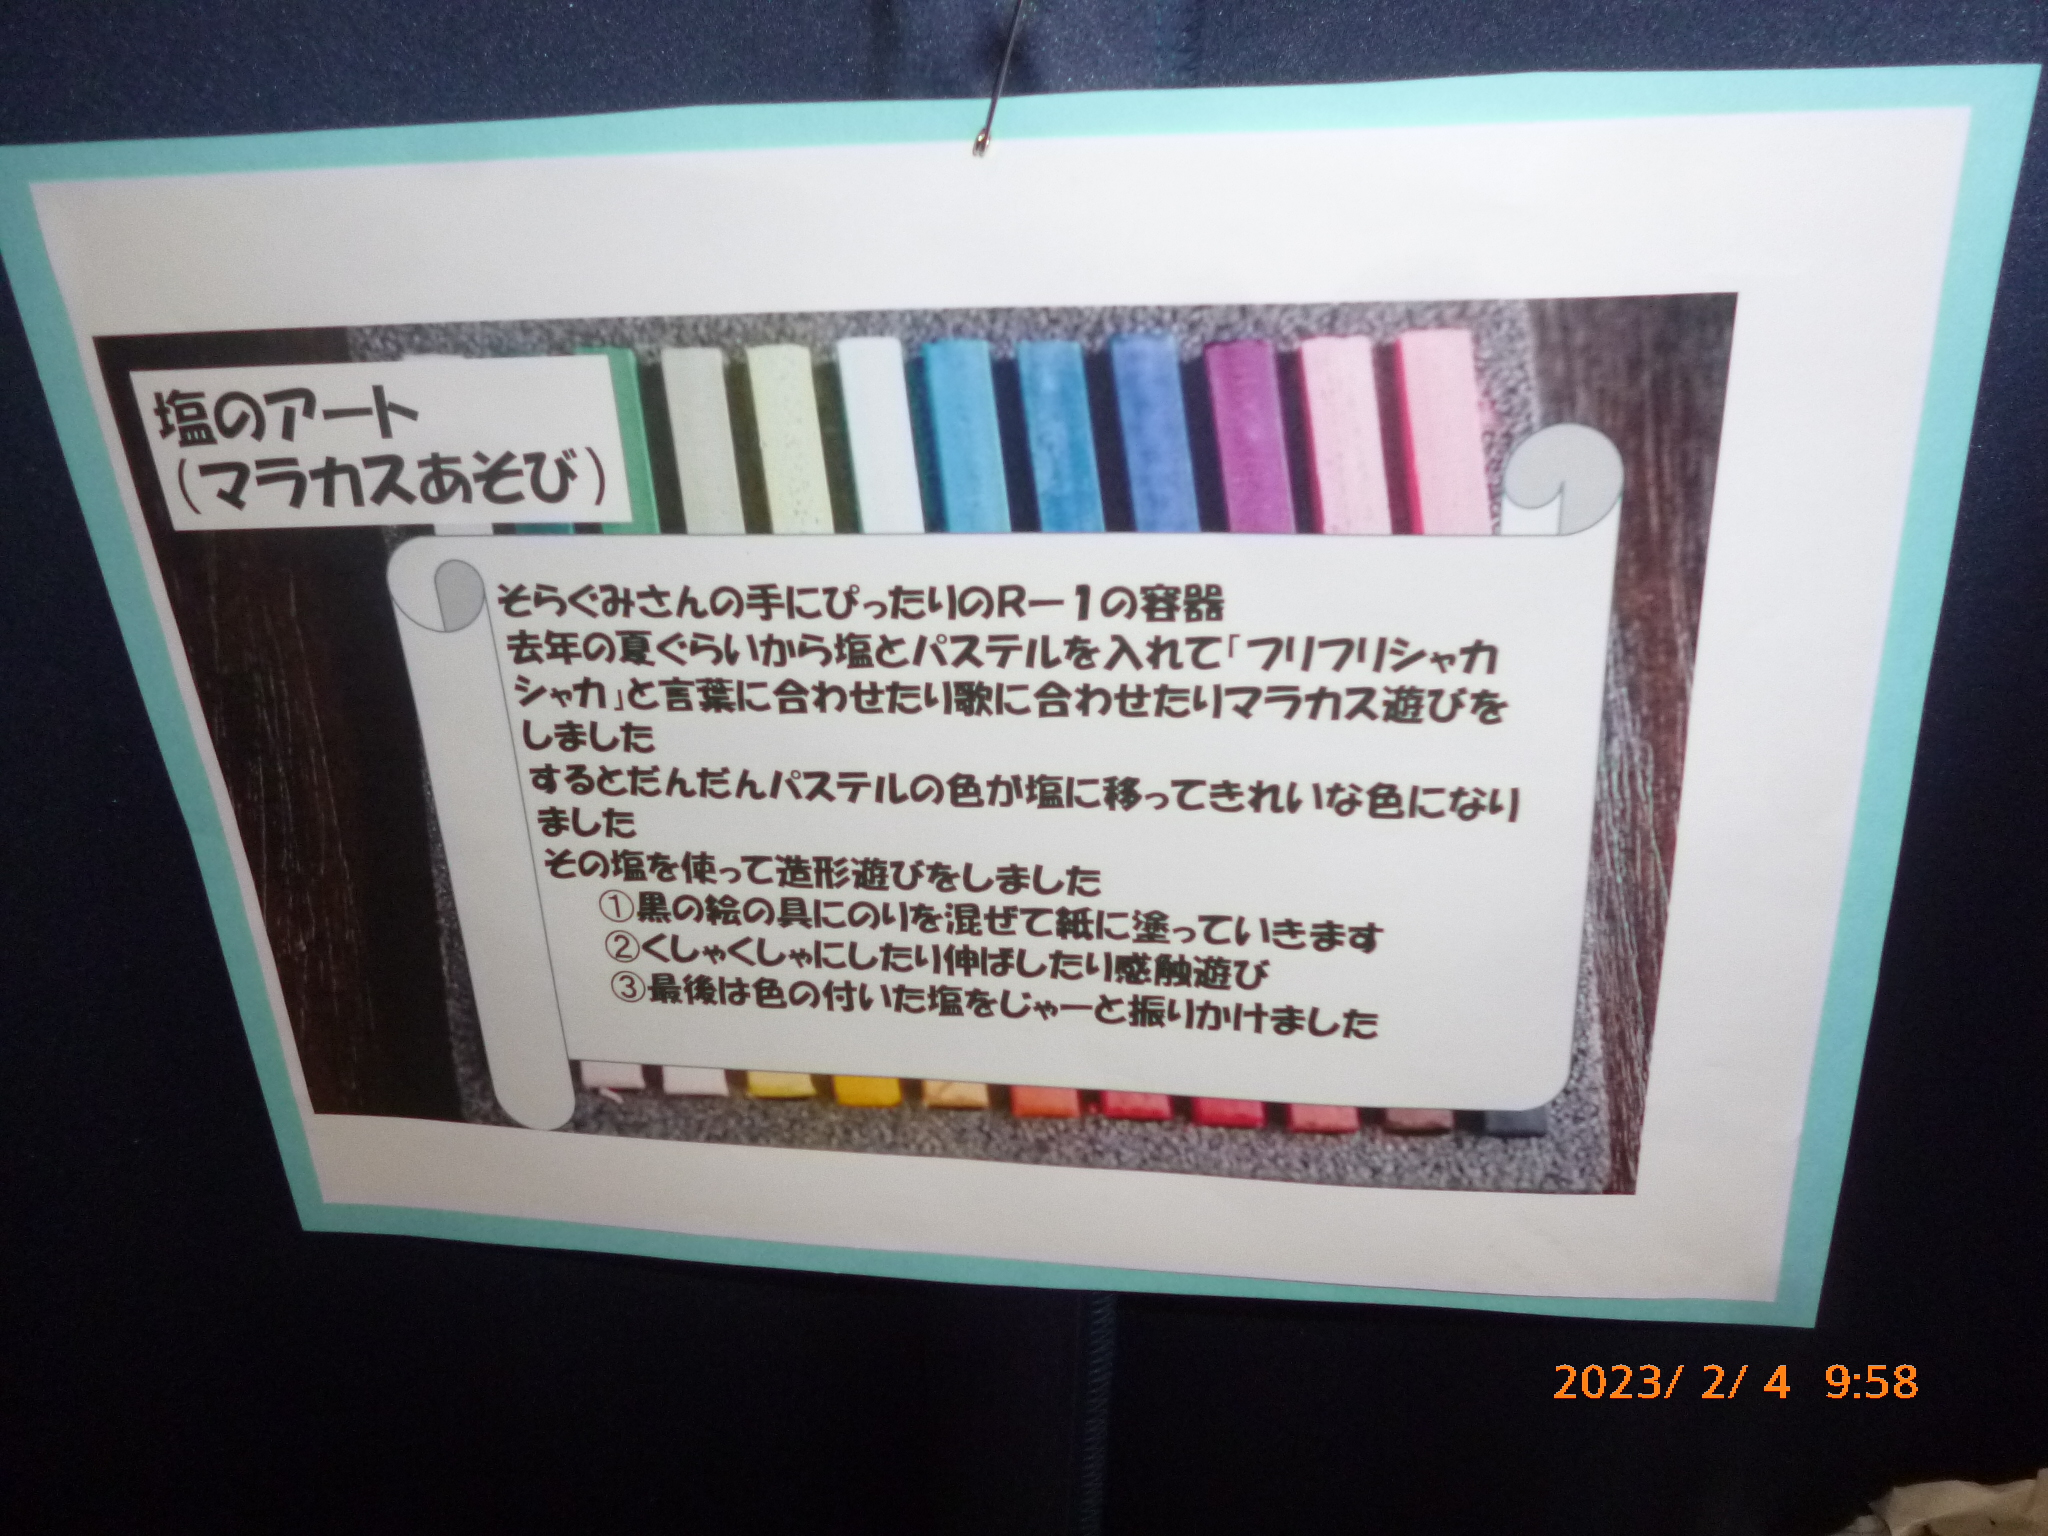 塩のアート
(マラカスあそび)
そらぐみさんの手にぴったりのR－1の容器
去年の夏ぐらいから塩とパステルを入れて「フリフリシャカ
シャカ」と言葉に合わせたり歌に合わせたりマラカス遊びを
しました
するとだんだんパステルの色が塩に移ってきれいな色になり
ました
その塩を使って造形遊びをしました
①黒の絵の具にのりを混ぜて紙に塗っていきます
②くしゃくしゃにしたり伸ばしたり感触遊び
③最後は色の付いた塩をじゃーと振りかけました
2023/ 2/ 4 9:58